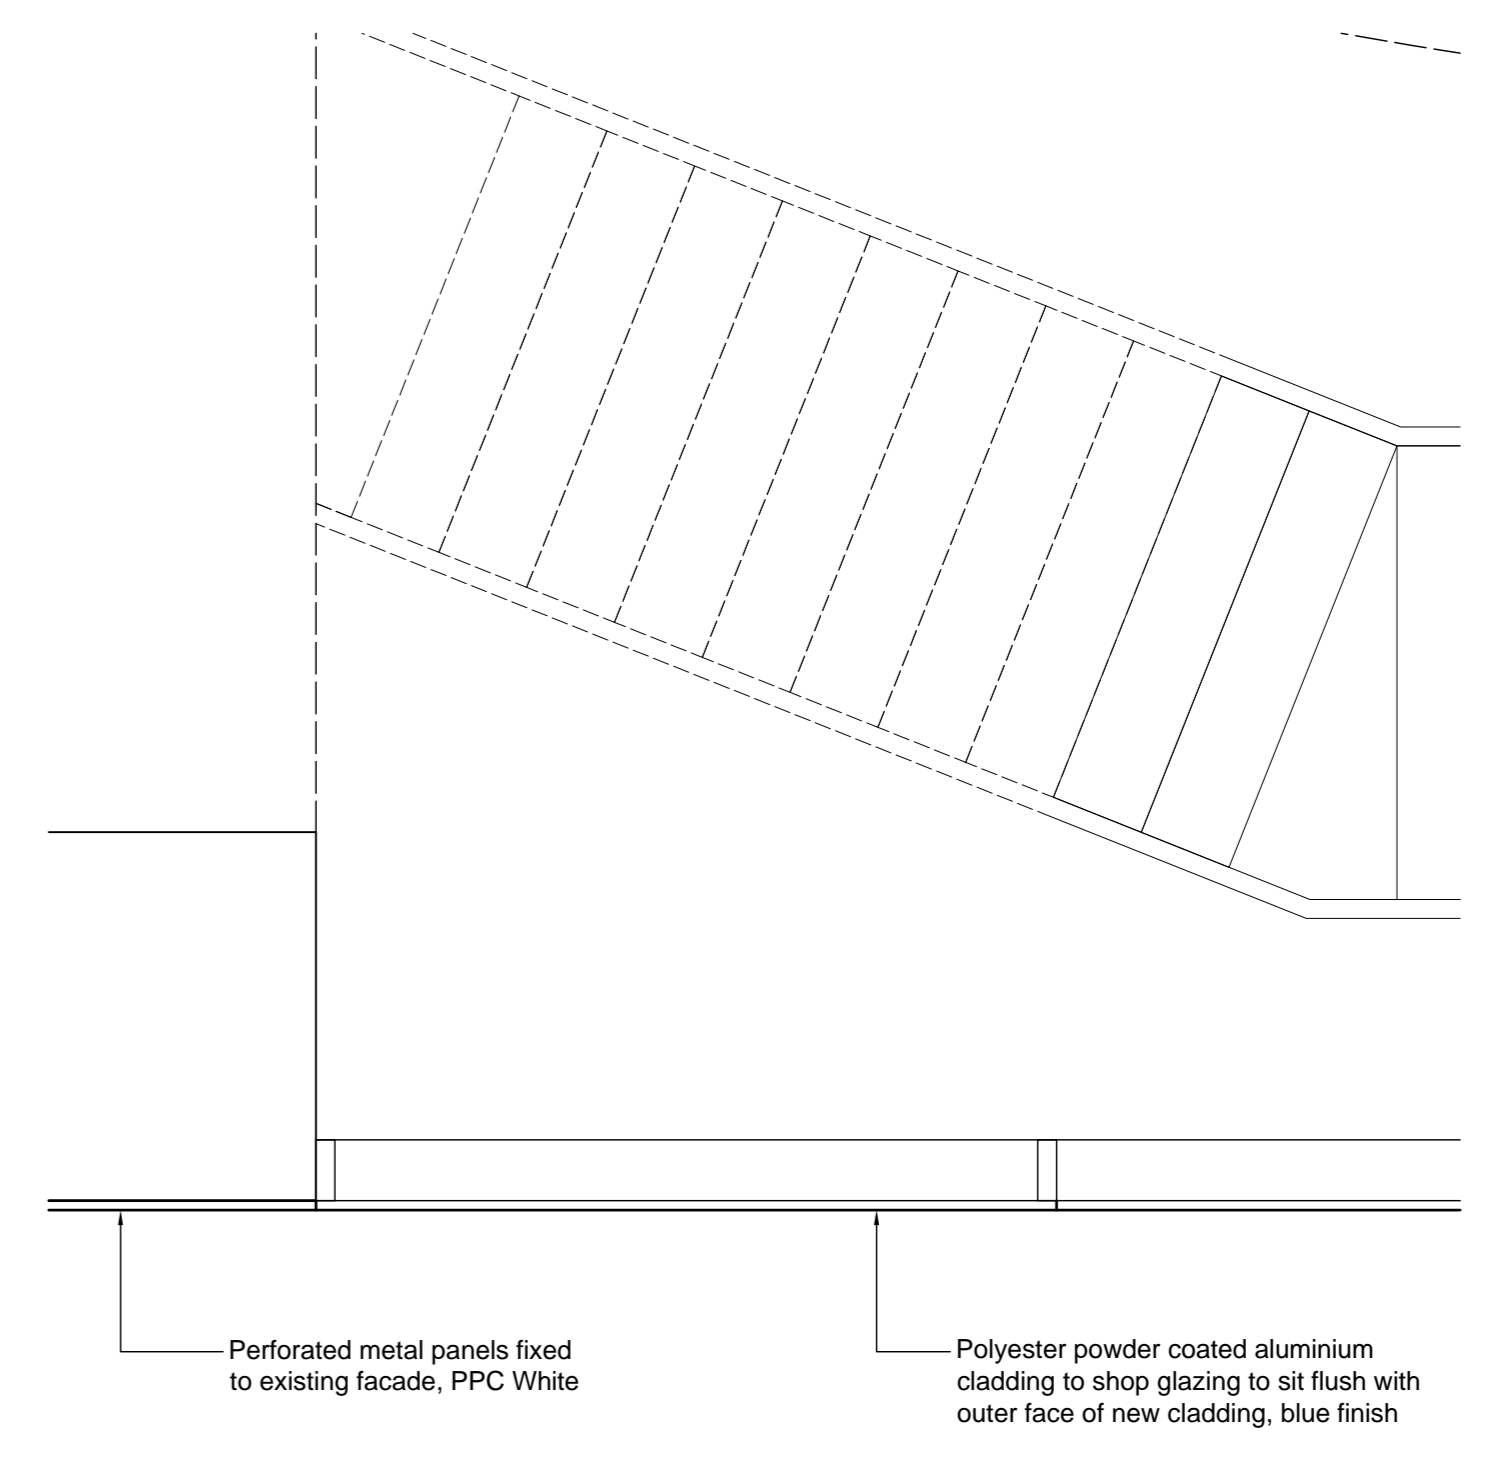 Perforated metal panels fixed
to existing facade, PPC White
Polyester powder coated aluminium
cladding to shop glazing to sit flush with
outer face of new cladding, blue finish